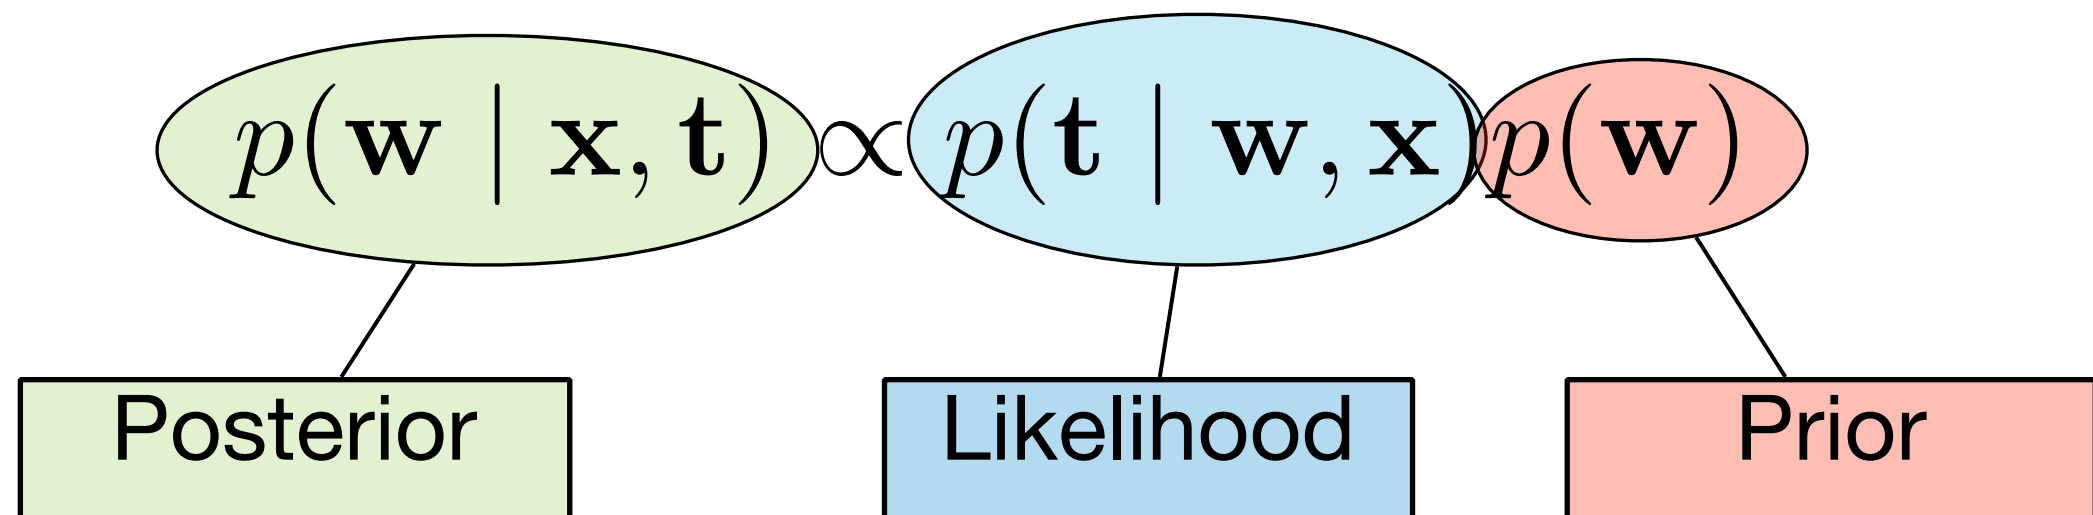 p(w | x, t) ∝ p(t | w, x)p(w)
Posterior Likelihood Prior